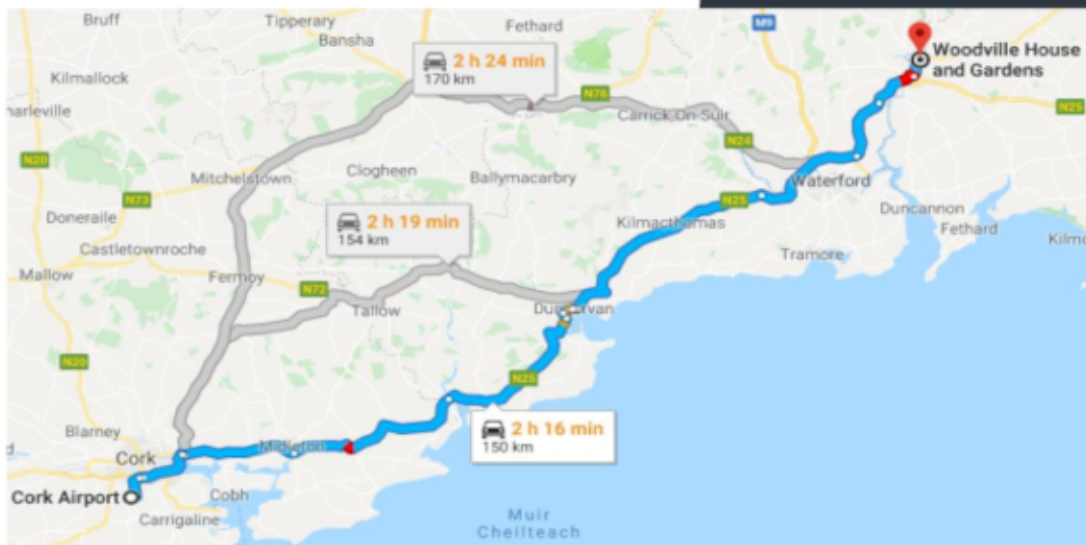 Bruff
Tipperary
Fethard
M9
Bansha
Woodville House
and Gardens
2 h 24 min
170 km
Kilmallock
N76
harleville
N25
Carrick-On-Suir
N24
N20
Mitchelstown
Clogheen
Ballymacarbry
Waterford
N73
N25
Doneraile
Kilmacthomas
Duncannon
2 h 19 min
154 km
Fethard
Castletownroche
Tramore
Kilmo
Mallow
Fermoy
N72
Tallow
Dungarvan
N20
N25
Blarney
2 h 16 min
150 km
Midleton
Cork
Cork Airport
Cobh
Carrigaline
Muir
Cheilteach